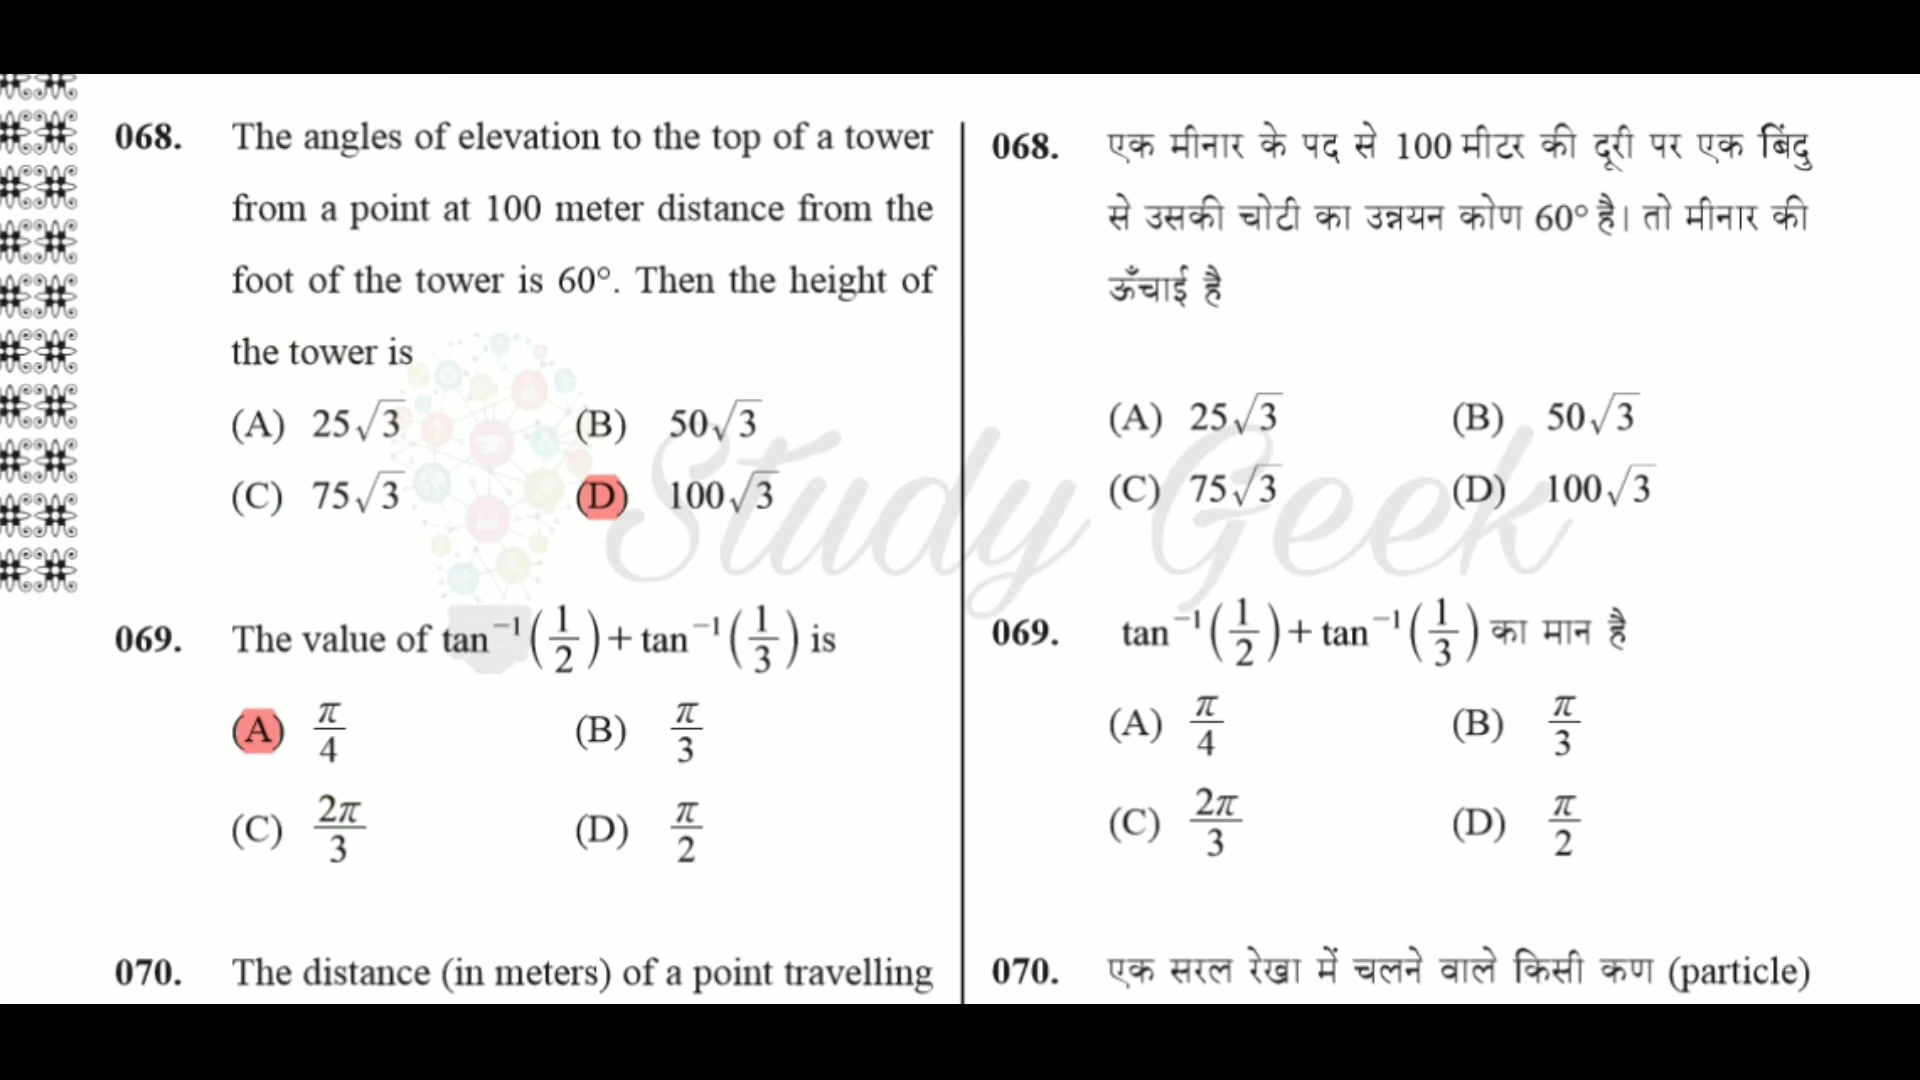 068. The angles of elevation to the top of a tower
from a point at 100 meter distance from the
foot of the tower is 60°. Then the height of
the tower is
(A) 25√3 (B) 50√3
(C) 75√3 (D) 100√3
069. The value of tan⁻¹(1/2)+tan⁻¹(1/3) is
(A) π/4 (B) π/3
(C) 2π/3 (D) π/2
070. The distance (in meters) of a point travelling
068. एक मीनार के पद से 100 मीटर की दूरी पर एक बिंदु
से उसकी चोटी का उन्नयन कोण 60° है। तो मीनार की
ऊँचाई है
(A) 25√3 (B) 50√3
(C) 75√3 (D) 100√3
069. tan⁻¹(1/2)+tan⁻¹(1/3) का मान है
(A) π/4 (B) π/3
(C) 2π/3 (D) π/2
070. एक सरल रेखा में चलने वाले किसी कण (particle)
Study Geek